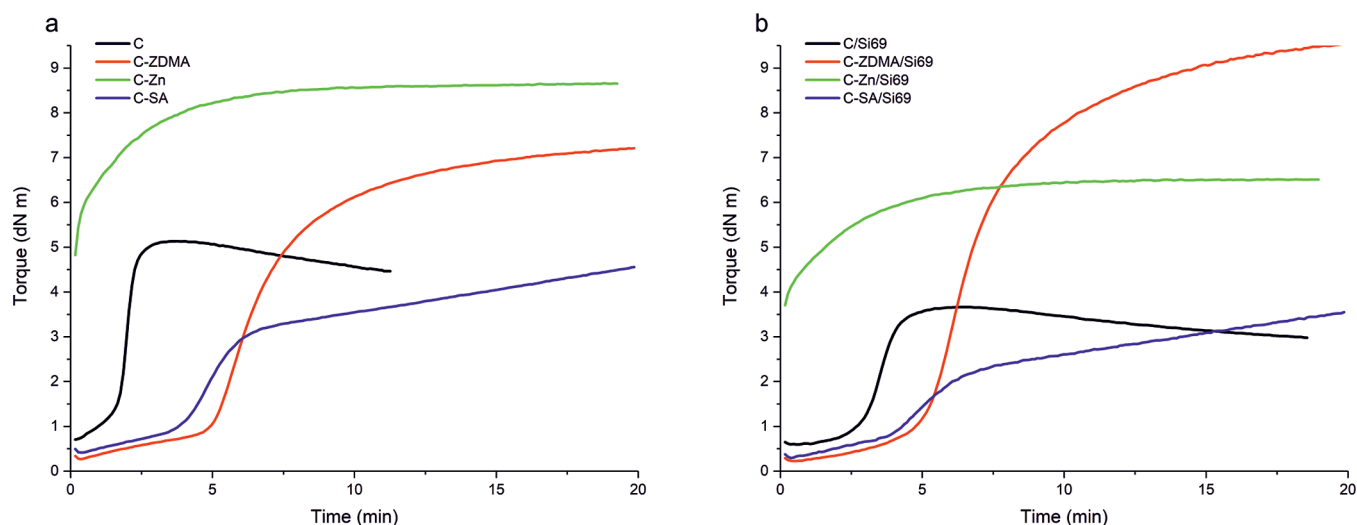 a
C
C-ZDMA
C-Zn
C-SA
9
8
7
6
5
4
3
2
1
0
Torque (dN m)
0 5 10 15 20
Time (min)
b
C/Si69
C-ZDMA/Si69
C-Zn/Si69
C-SA/Si69
9
8
7
6
5
4
3
2
1
0
Torque (dN m)
0 5 10 15 20
Time (min)